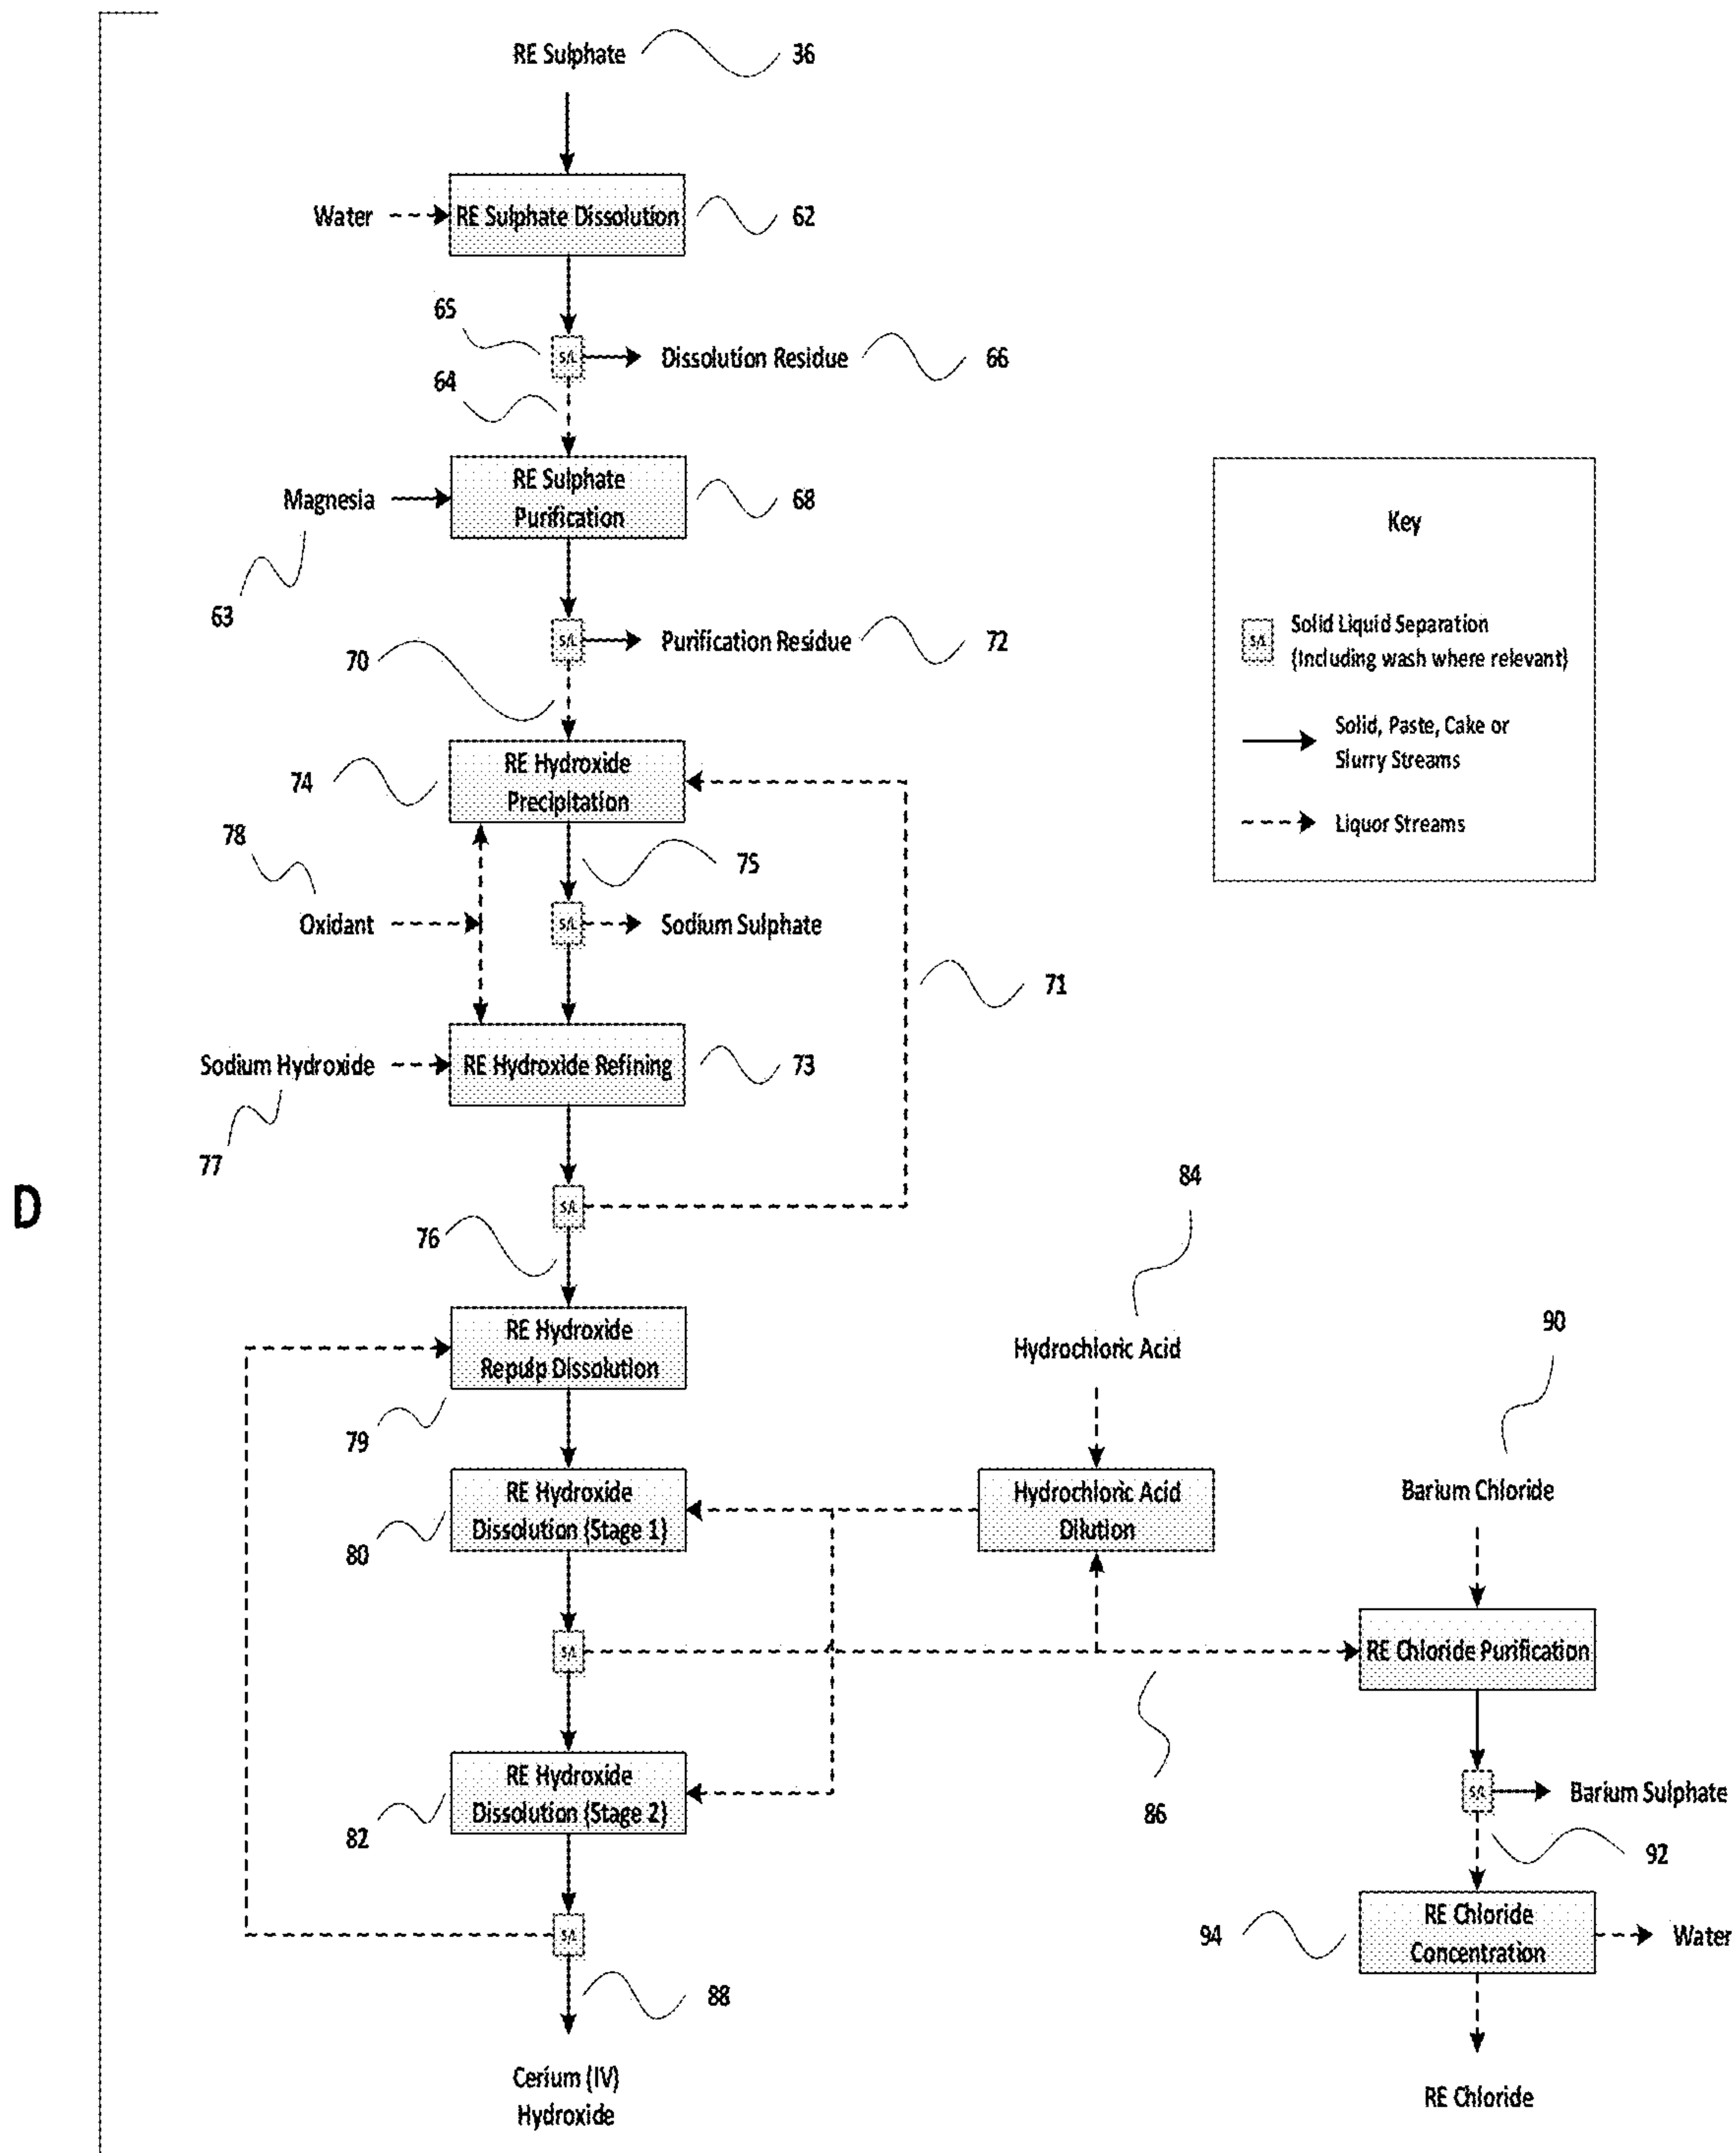 RE Sulphate
36
Water
RE Sulphate Dissolution
62
65
S/L
Dissolution Residue
66
64
Magnesia
RE Sulphate
Purification
68
63
S/L
Purification Residue
72
70
Key
S/L
Solid Liquid Separation
(Including wash where relevant)
Solid, Paste, Cake or
Slurry Streams
Liquor Streams
74
RE Hydroxide
Precipitation
78
75
Oxidant
S/L
Sodium Sulphate
71
Sodium Hydroxide
RE Hydroxide Refining
73
77
D
S/L
76
84
RE Hydroxide
Repulp Dissolution
79
Hydrochloric Acid
90
RE Hydroxide
Dissolution (Stage 1)
80
Hydrochloric Acid
Dilution
Barium Chloride
S/L
RE Chloride Purification
86
RE Hydroxide
Dissolution (Stage 2)
82
S/L
Barium Sulphate
92
S/L
94
RE Chloride
Concentration
Water
88
Cerium (IV)
Hydroxide
RE Chloride